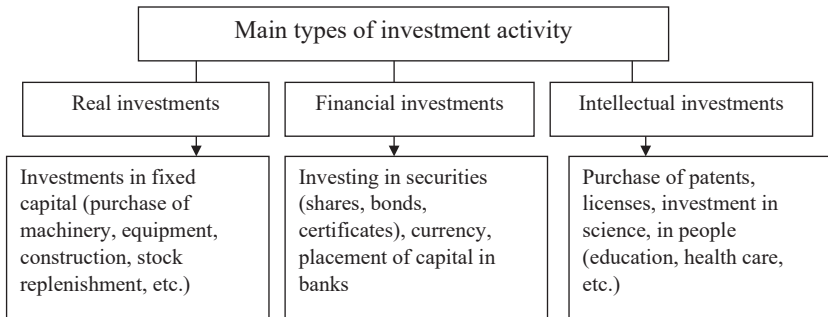 Main types of investment activity
Real investments
Financial investments
Intellectual investments
Investments in fixed
capital (purchase of
machinery, equipment,
construction, stock
replenishment, etc.)
Investing in securities
(shares, bonds,
certificates), currency,
placement of capital in
banks
Purchase of patents,
licenses, investment in
science, in people
(education, health care,
etc.)